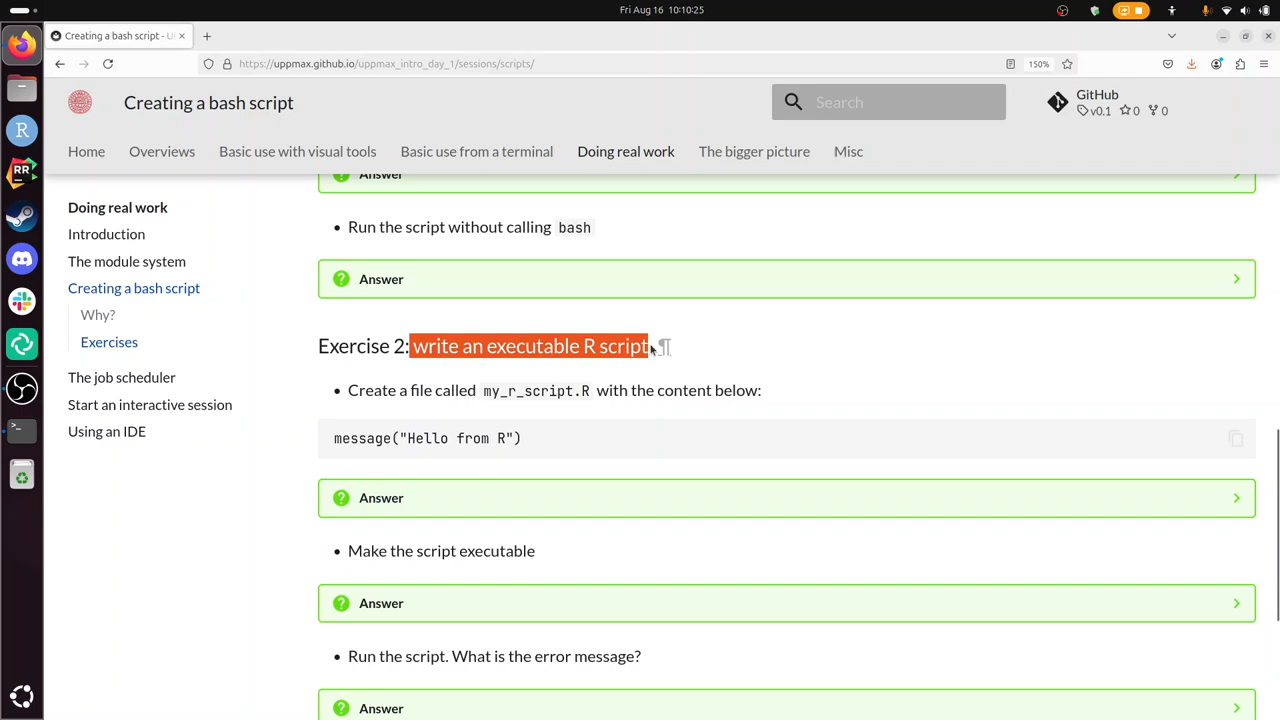 Fri Aug 16 10:10:25
Creating a bash script - U
https://uppmax.github.io/uppmax_intro_day_1/sessions/scripts/
150%
Creating a bash script
Search
GitHub
v0.1 0 0
Home Overviews Basic use with visual tools Basic use from a terminal Doing real work The bigger picture Misc
Doing real work
Introduction
The module system
Creating a bash script
Why?
Exercises
The job scheduler
Start an interactive session
Using an IDE
Answer
• Run the script without calling bash
Answer
Exercise 2: write an executable R script ¶
• Create a file called my_r_script.R with the content below:
message("Hello from R")
Answer
• Make the script executable
Answer
• Run the script. What is the error message?
Answer